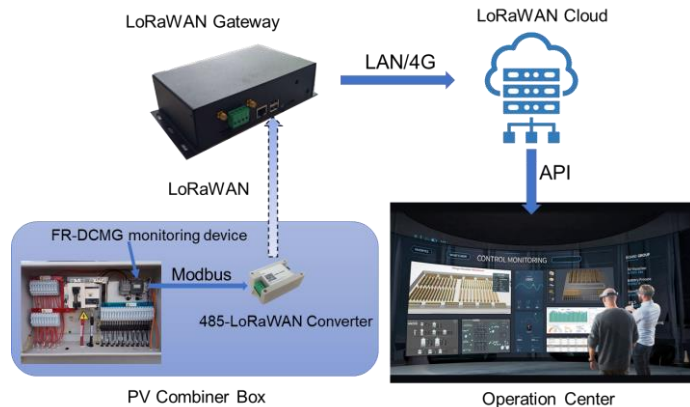 LoRaWAN Gateway
LoRaWAN Cloud
LAN/4G
LoRaWAN
API
FR-DCMG monitoring device
Modbus
485-LoRaWAN Converter
CONTROL MONITORING
PV Combiner Box
Operation Center